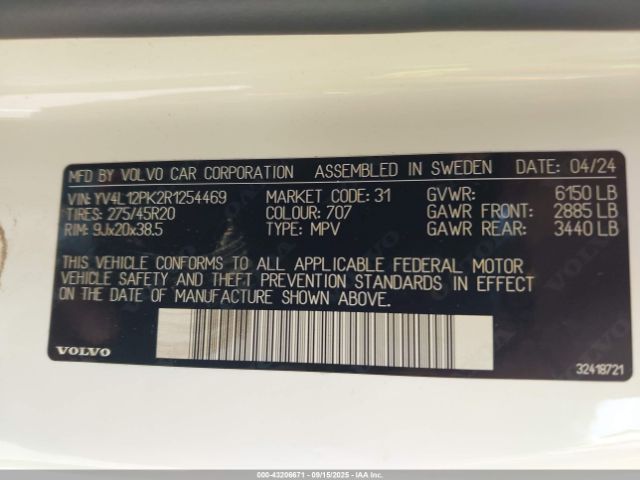 MFD BY VOLVO CAR CORPORATION ASSEMBLED IN SWEDEN DATE: 04/24
VIN: YV4L12PK2R1254469 MARKET CODE: 31 GVWR: 6150 LB
TIRES: 275/45R20 COLOUR: 707 GAWR FRONT: 2885 LB
RIM: 9Jx20x38.5 TYPE: MPV GAWR REAR: 3440 LB
THIS VEHICLE CONFORMS TO ALL APPLICABLE FEDERAL MOTOR
VEHICLE SAFETY AND THEFT PREVENTION STANDARDS IN EFFECT
ON THE DATE OF MANUFACTURE SHOWN ABOVE.
VOLVO
32418721
000-43206671 - 09/15/2025 - IAA Inc.